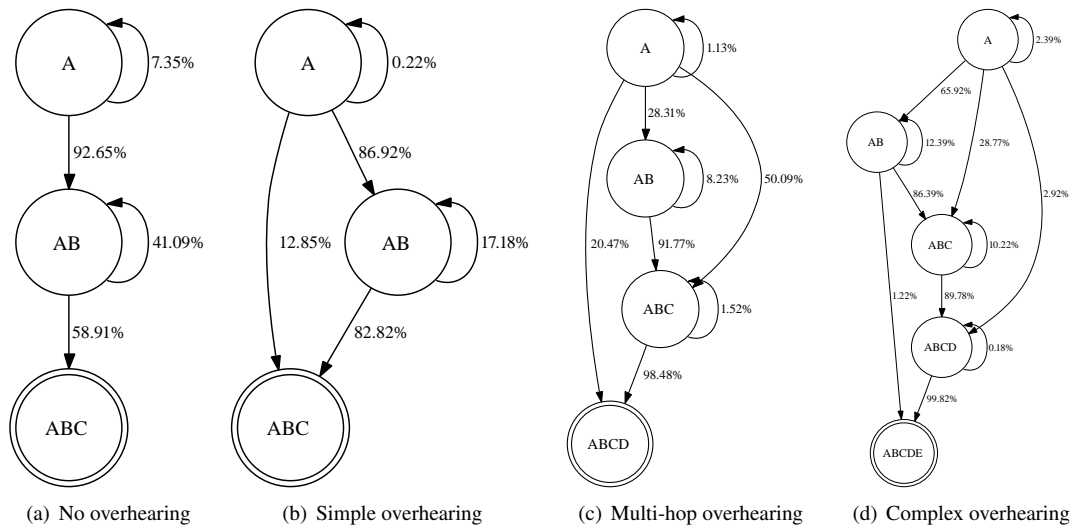 A
7.35%
92.65%
AB
41.09%
58.91%
ABC
(a) No overhearing
A
0.22%
86.92%
12.85%
AB
17.18%
82.82%
ABC
(b) Simple overhearing
A
1.13%
28.31%
AB
8.23%
50.09%
20.47%
91.77%
ABC
1.52%
98.48%
ABCD
(c) Multi-hop overhearing
A
2.39%
65.92%
AB
12.39%
28.77%
86.39%
2.92%
ABC
10.22%
1.22%
89.78%
ABCD
0.18%
99.82%
ABCDE
(d) Complex overhearing